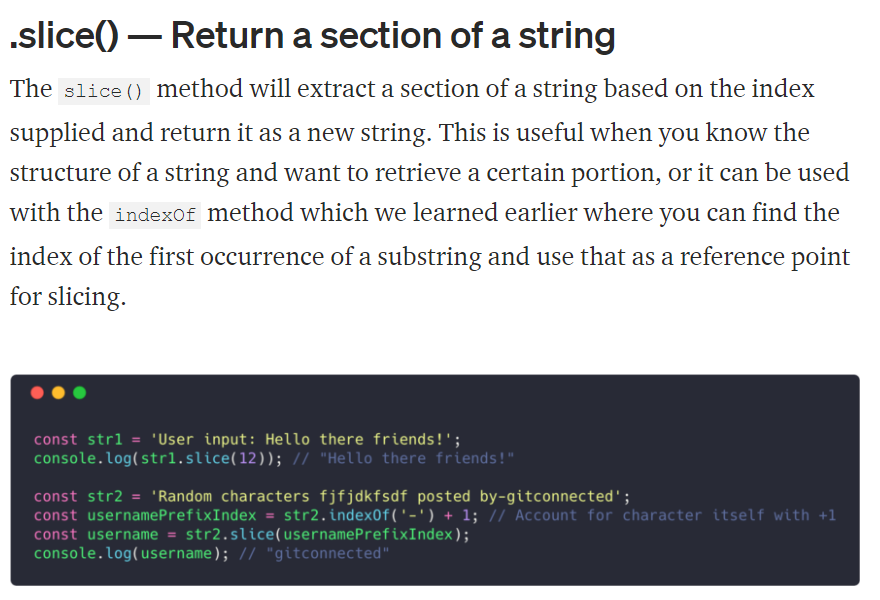 .slice() — Return a section of a string
The slice() method will extract a section of a string based on the index
supplied and return it as a new string. This is useful when you know the
structure of a string and want to retrieve a certain portion, or it can be used
with the indexOf method which we learned earlier where you can find the
index of the first occurrence of a substring and use that as a reference point
for slicing.
const str1 = 'User input: Hello there friends!';
console.log(str1.slice(12)); // "Hello there friends!"
const str2 = 'Random characters fjfjdkfsdf posted by-gitconnected';
const usernamePrefixIndex = str2.indexOf('-') + 1; // Account for character itself with +1
const username = str2.slice(usernamePrefixIndex);
console.log(username); // "gitconnected"